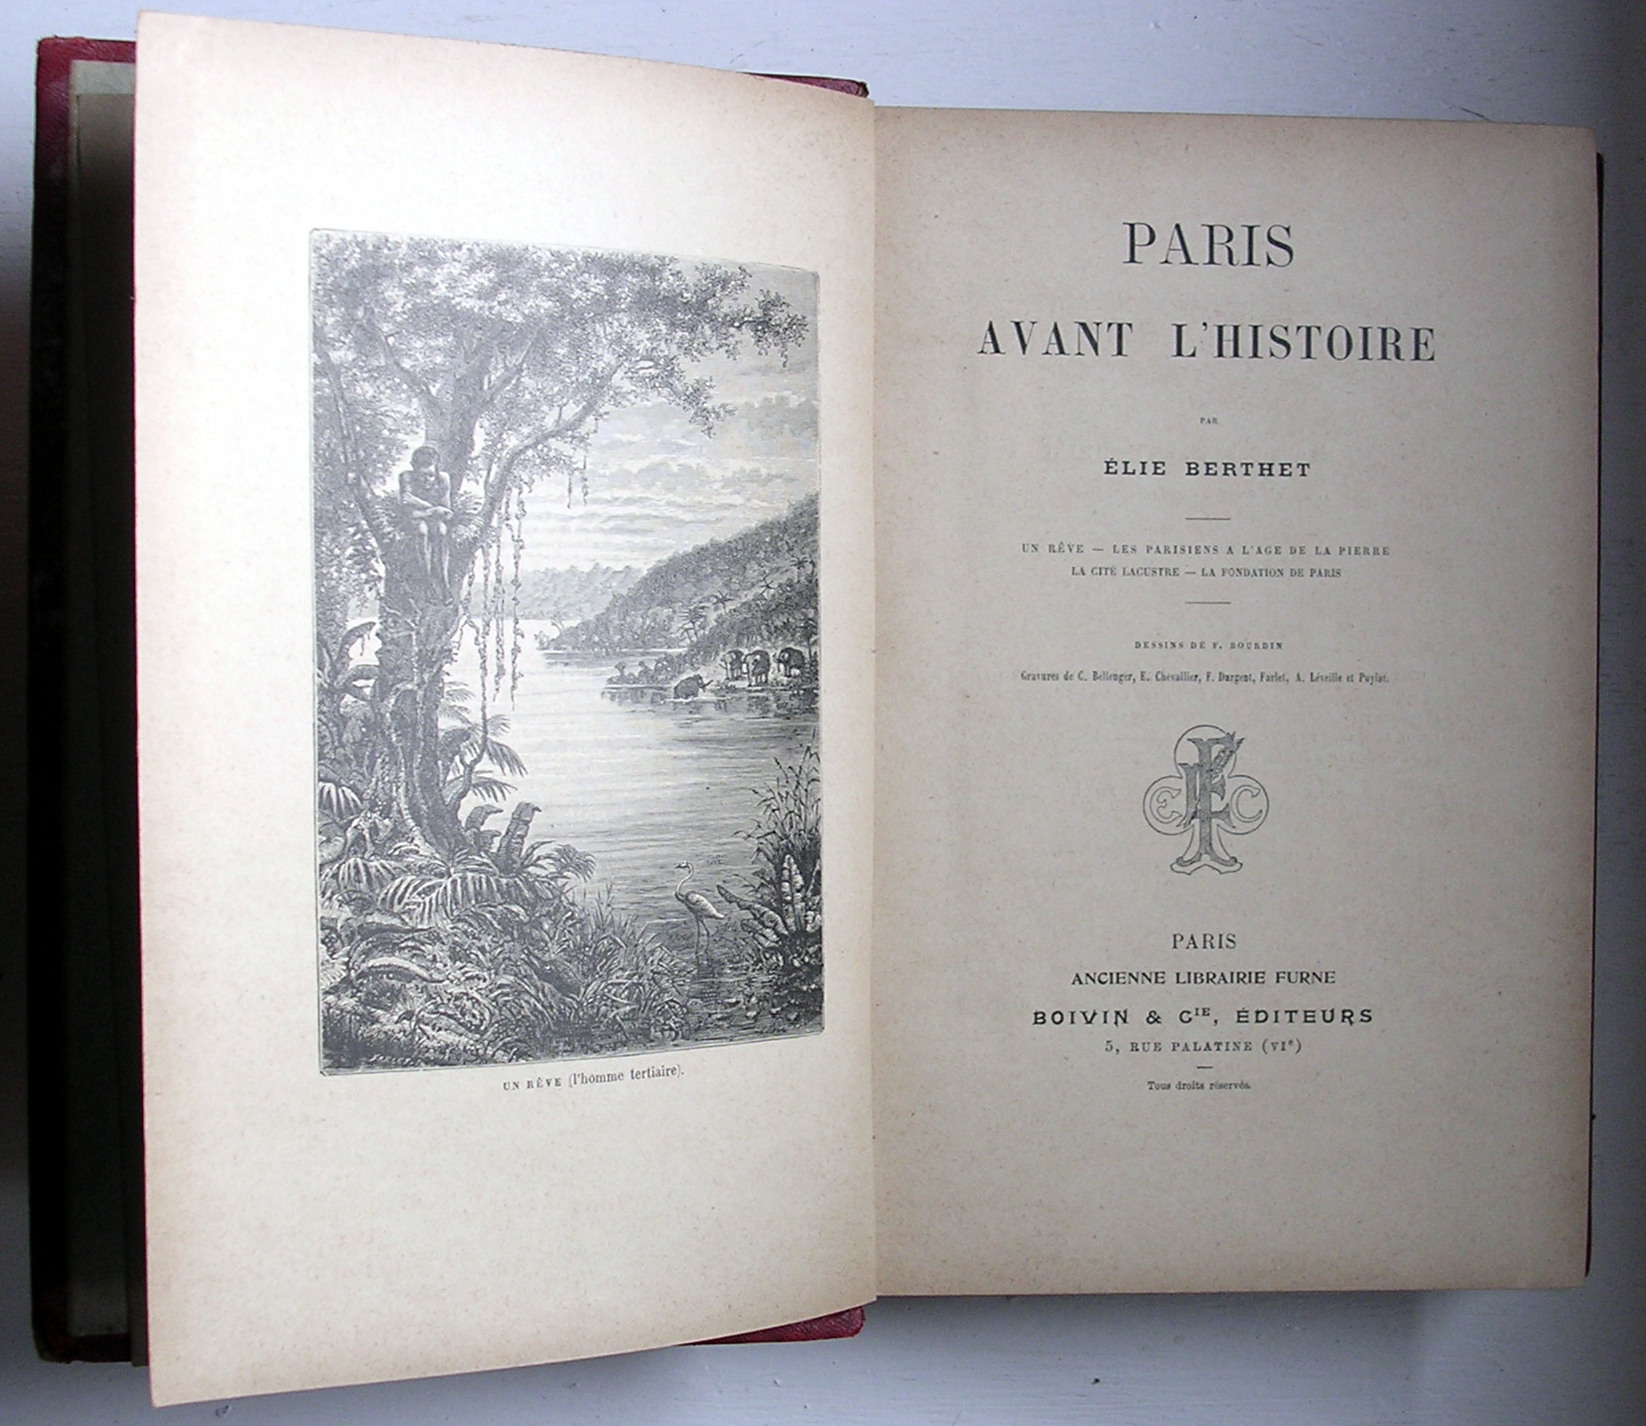 UN RÊVE (l'homme tertiaire).
PARIS
AVANT L'HISTOIRE
PAR
ÉLIE BERTHET
UN RÊVE — LES PARISIENS A L'AGE DE LA PIERRE
LA CITÉ LACUSTRE — LA FONDATION DE PARIS
DESSINS DE F. BOURDIN
Gravures de C. Bellenger, E. Chevallier, F. Dargent, Farlet, A. Léveille et Puylat.
F
E C
PARIS
ANCIENNE LIBRAIRIE FURNE
BOIVIN & CIE, ÉDITEURS
5, RUE PALATINE (VIe)
Tous droits réservés.